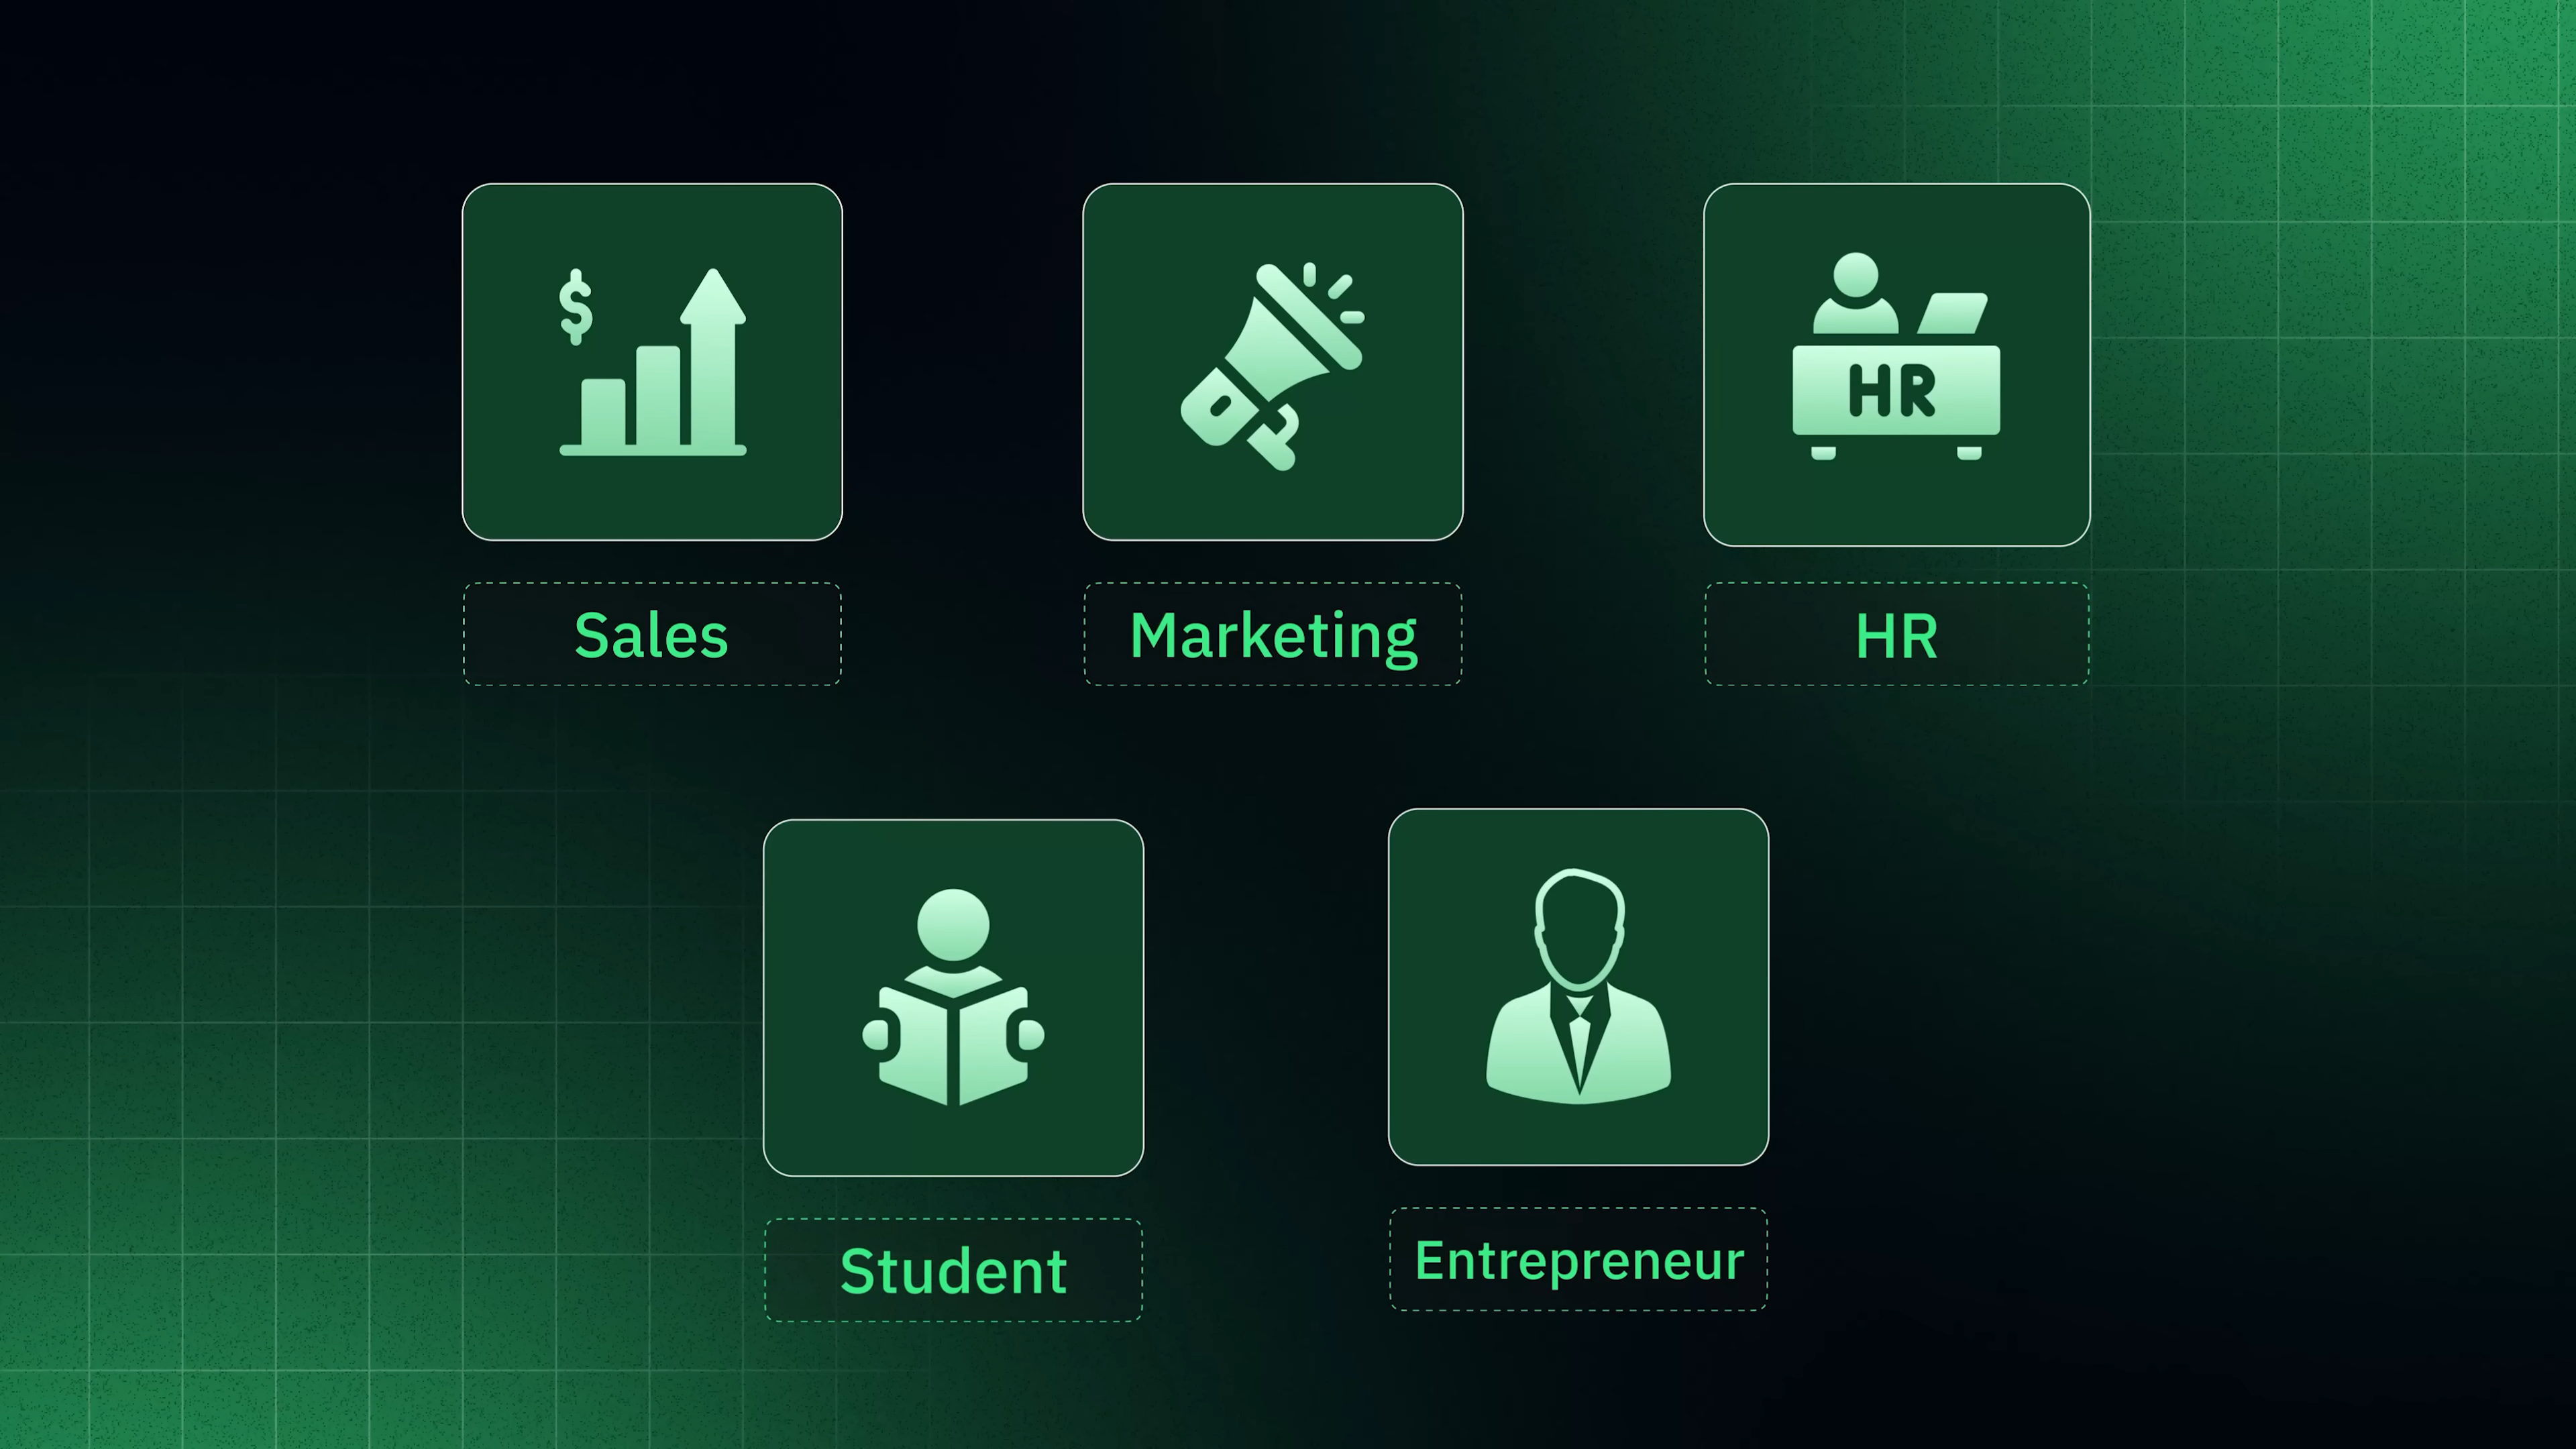 $
HR
Sales
Marketing
HR
Student
Entrepreneur